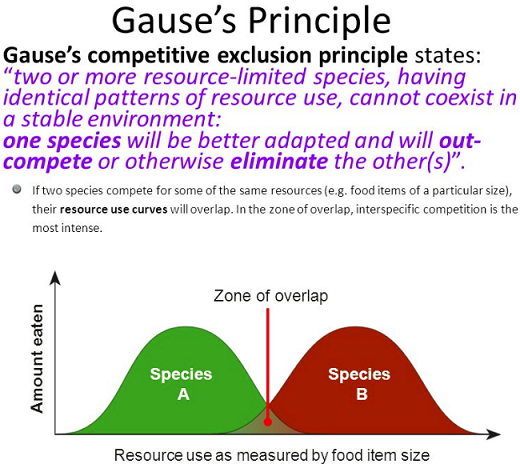 Gause's Principle
Gause's competitive exclusion principle states:
“two or more resource-limited species, having
identical patterns of resource use, cannot coexist in
a stable environment:
one species will be better adapted and will out-
compete or otherwise eliminate the other(s)”.
If two species compete for some of the same resources (e.g. food items of a particular size),
their resource use curves will overlap. In the zone of overlap, interspecific competition is the
most intense.
Zone of overlap
Amount eaten
Species
A
Species
B
Resource use as measured by food item size